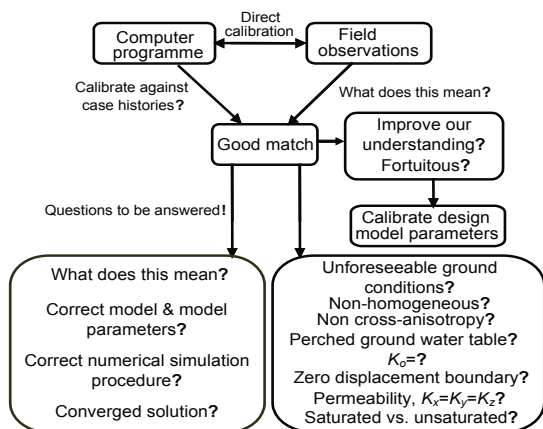 Computer
programme
Direct
calibration
Field
observations
Calibrate against
case histories?
What does this mean?
Good match
Improve our
understanding?
Fortuitous?
Calibrate design
model parameters
Questions to be answered!
What does this mean?
Correct model & model
parameters?
Correct numerical simulation
procedure?
Converged solution?
Unforeseeable ground
conditions?
Non-homogeneous?
Non cross-anisotropy?
Perched ground water table?
Ko=?
Zero displacement boundary?
Permeability, Kx=Ky=Kz?
Saturated vs. unsaturated?